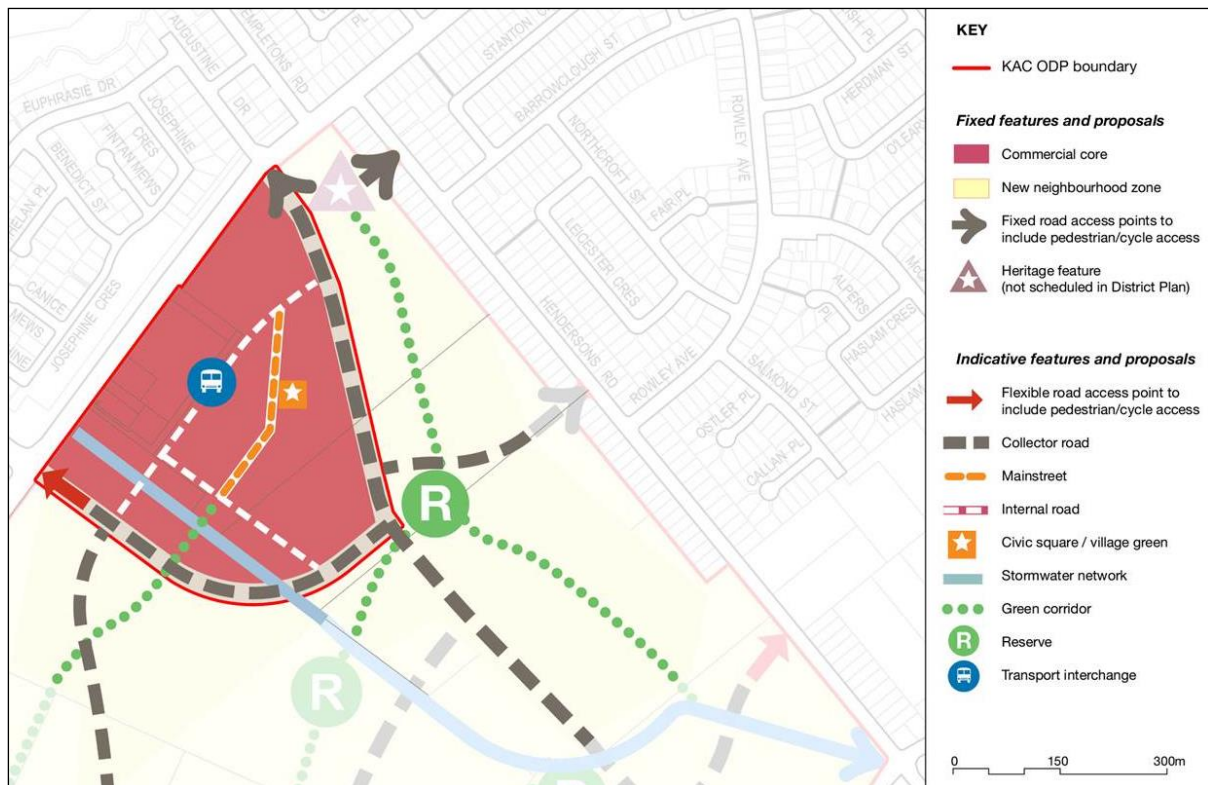 AUGUSTINE
DR
TEMPLETONS RD
STANTON CRES
BARROWCLOUGH ST
EUPHRASIE DR
JOSEPHINE
CRES
FINTAN MEWS
BENEDICT ST
CANICE
MEWS
JOSEPHINE CRES
NORTHCROFT ST
FAIR PL
ROWLEY AVE
HERDMAN ST
EICESTER CRES
HENDERSONS RD
ROWLEY AVE
SALMOND ST
ALPERS
PL
HASLAM CRES
HASLAM
OSTLER PL
CALLAN PL
R
R
R
KEY
KAC ODP boundary
Fixed features and proposals
Commercial core
New neighbourhood zone
Fixed road access points to
include pedestrian/cycle access
Heritage feature
(not scheduled in District Plan)
Indicative features and proposals
Flexible road access point to
include pedestrian/cycle access
Collector road
Mainstreet
Internal road
Civic square / village green
Stormwater network
Green corridor
R
Reserve
Transport interchange
0 150 300m